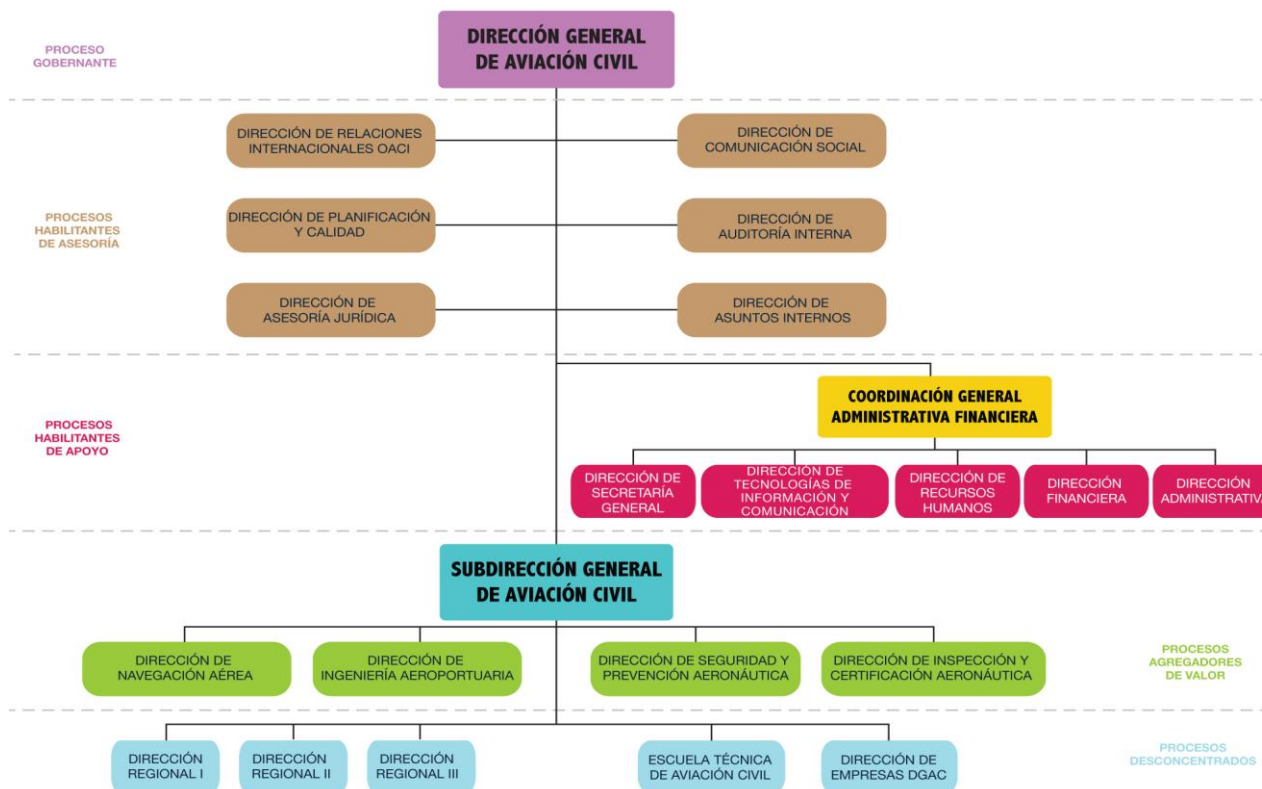 PROCESO
GOBERNANTE
DIRECCIÓN GENERAL
DE AVIACIÓN CIVIL
DIRECCIÓN DE RELACIONES
INTERNACIONALES OACI
DIRECCIÓN DE
COMUNICACIÓN SOCIAL
PROCESOS
HABILITANTES
DE ASESORÍA
DIRECCIÓN DE PLANIFICACIÓN
Y CALIDAD
DIRECCIÓN DE
AUDITORÍA INTERNA
DIRECCIÓN DE
ASESORÍA JURÍDICA
DIRECCIÓN DE
ASUNTOS INTERNOS
PROCESOS
HABILITANTES
DE APOYO
COORDINACIÓN GENERAL
ADMINISTRATIVA FINANCIERA
DIRECCIÓN DE
SECRETARÍA
GENERAL
DIRECCIÓN DE
TECNOLOGÍAS DE
INFORMACIÓN Y
COMUNICACIÓN
DIRECCIÓN DE
RECURSOS
HUMANOS
DIRECCIÓN
FINANCIERA
DIRECCIÓN
ADMINISTRATIVA
SUBDIRECCIÓN GENERAL
DE AVIACIÓN CIVIL
DIRECCIÓN DE
NAVEGACIÓN AÉREA
DIRECCIÓN DE
INGENIERÍA AEROPORTUARIA
DIRECCIÓN DE SEGURIDAD Y
PREVENCIÓN AERONÁUTICA
DIRECCIÓN DE INSPECCIÓN Y
CERTIFICACIÓN AERONÁUTICA
PROCESOS
AGREGADORES
DE VALOR
DIRECCIÓN
REGIONAL I
DIRECCIÓN
REGIONAL II
DIRECCIÓN
REGIONAL III
ESCUELA TÉCNICA
DE AVIACIÓN CIVIL
DIRECCIÓN DE
EMPRESAS DGAC
PROCESOS
DESCONCENTRADOS